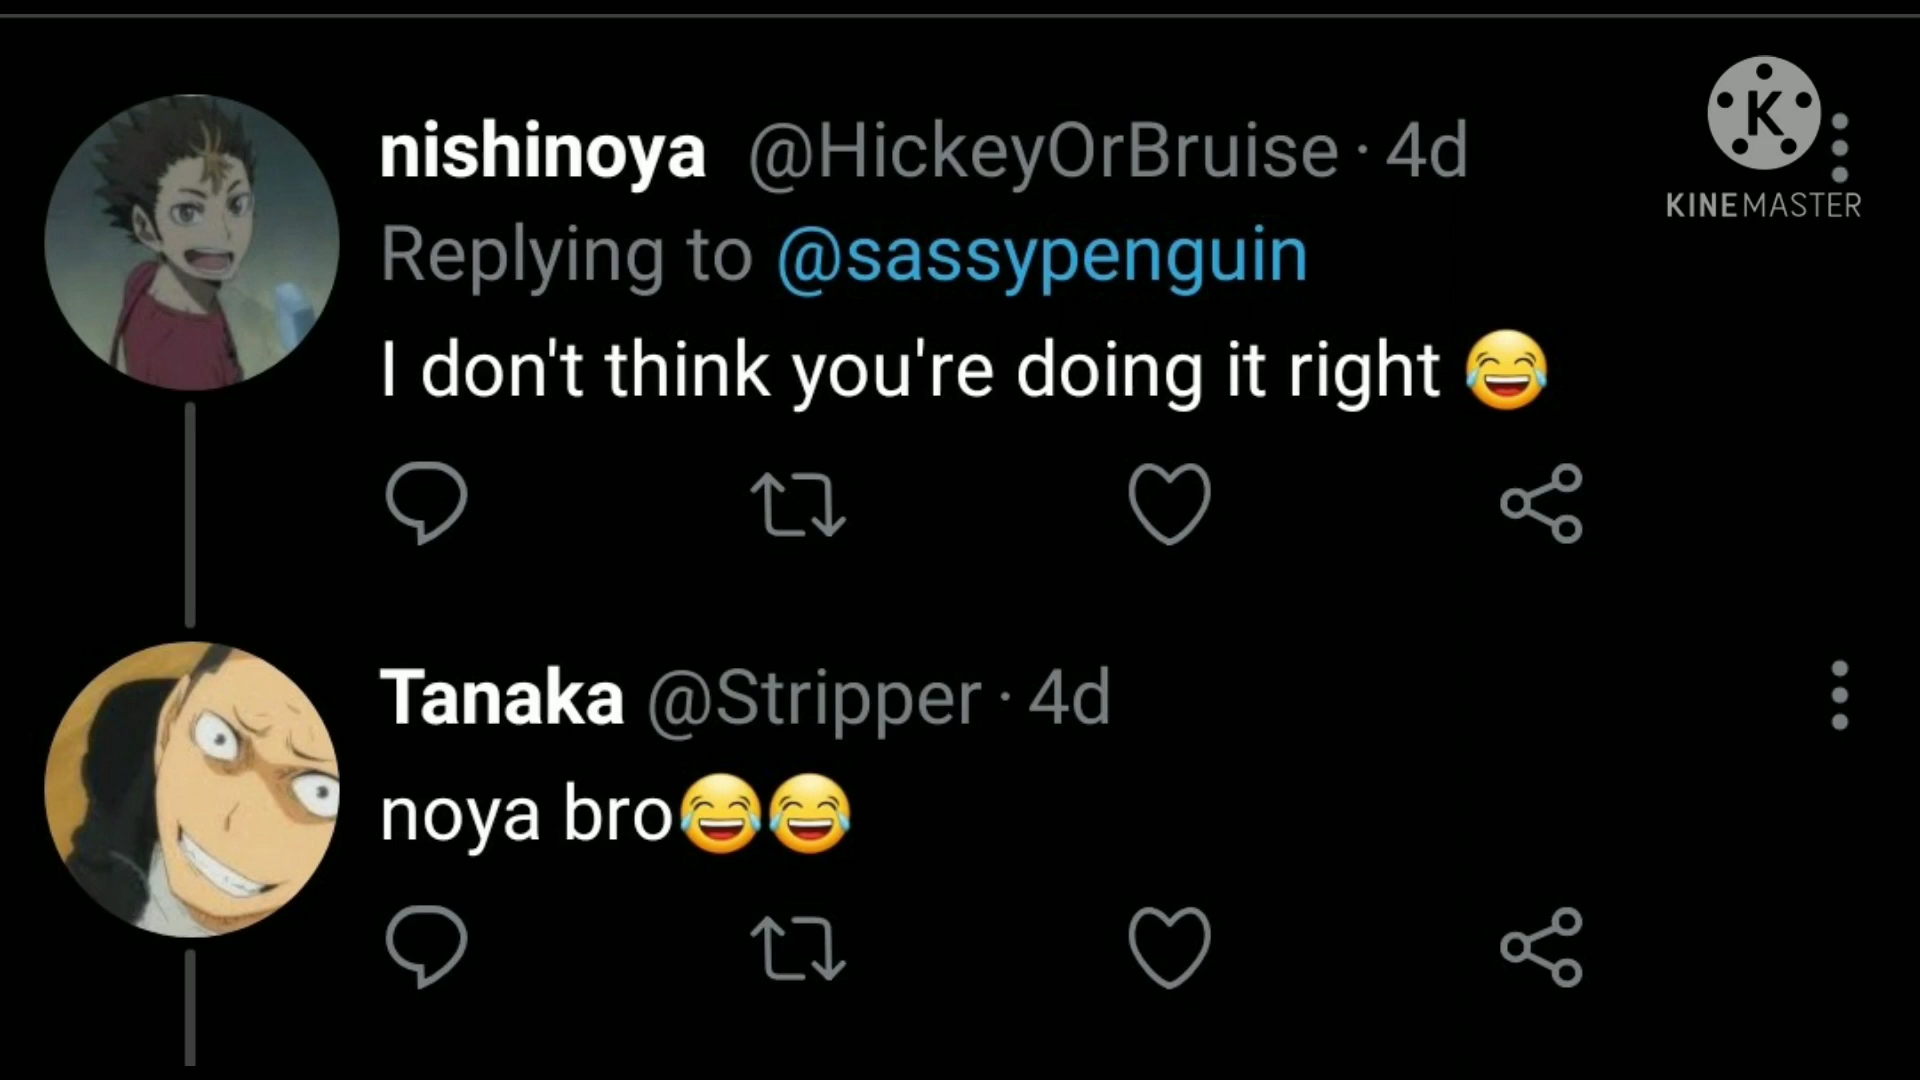 nishinoya @HickeyOrBruise · 4d
K
KINEMASTER
Replying to @sassypenguin
I don't think you're doing it right 😂
Tanaka @Stripper · 4d
noya bro😂😂